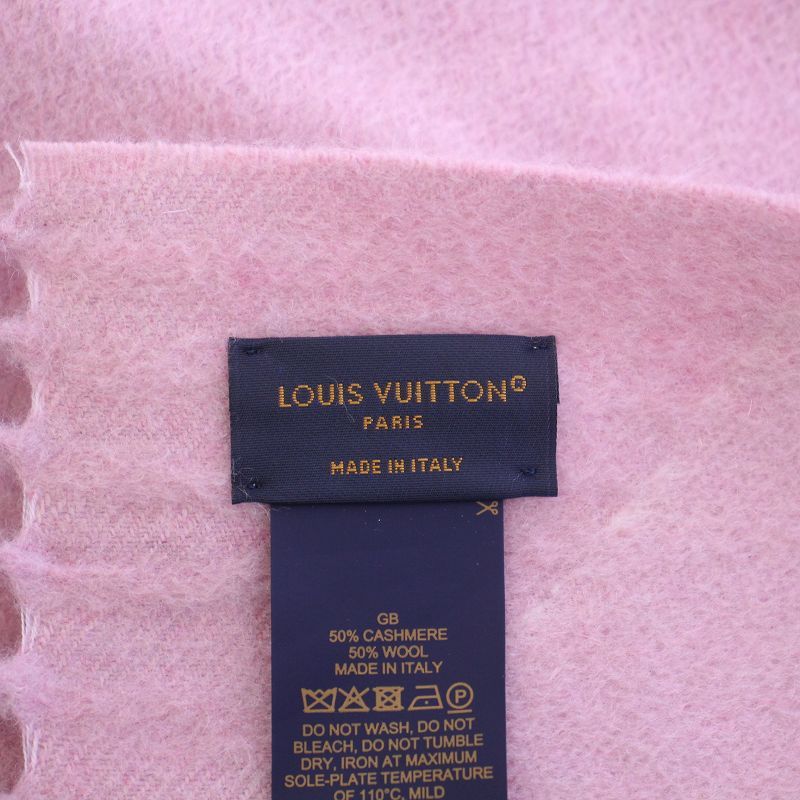 LOUIS VUITTON®
PARIS
MADE IN ITALY
GB
50% CASHMERE
50% WOOL
MADE IN ITALY
P
DO NOT WASH, DO NOT
BLEACH, DO NOT TUMBLE
DRY, IRON AT MAXIMUM
SOLE-PLATE TEMPERATURE
OF 110°C, MILD